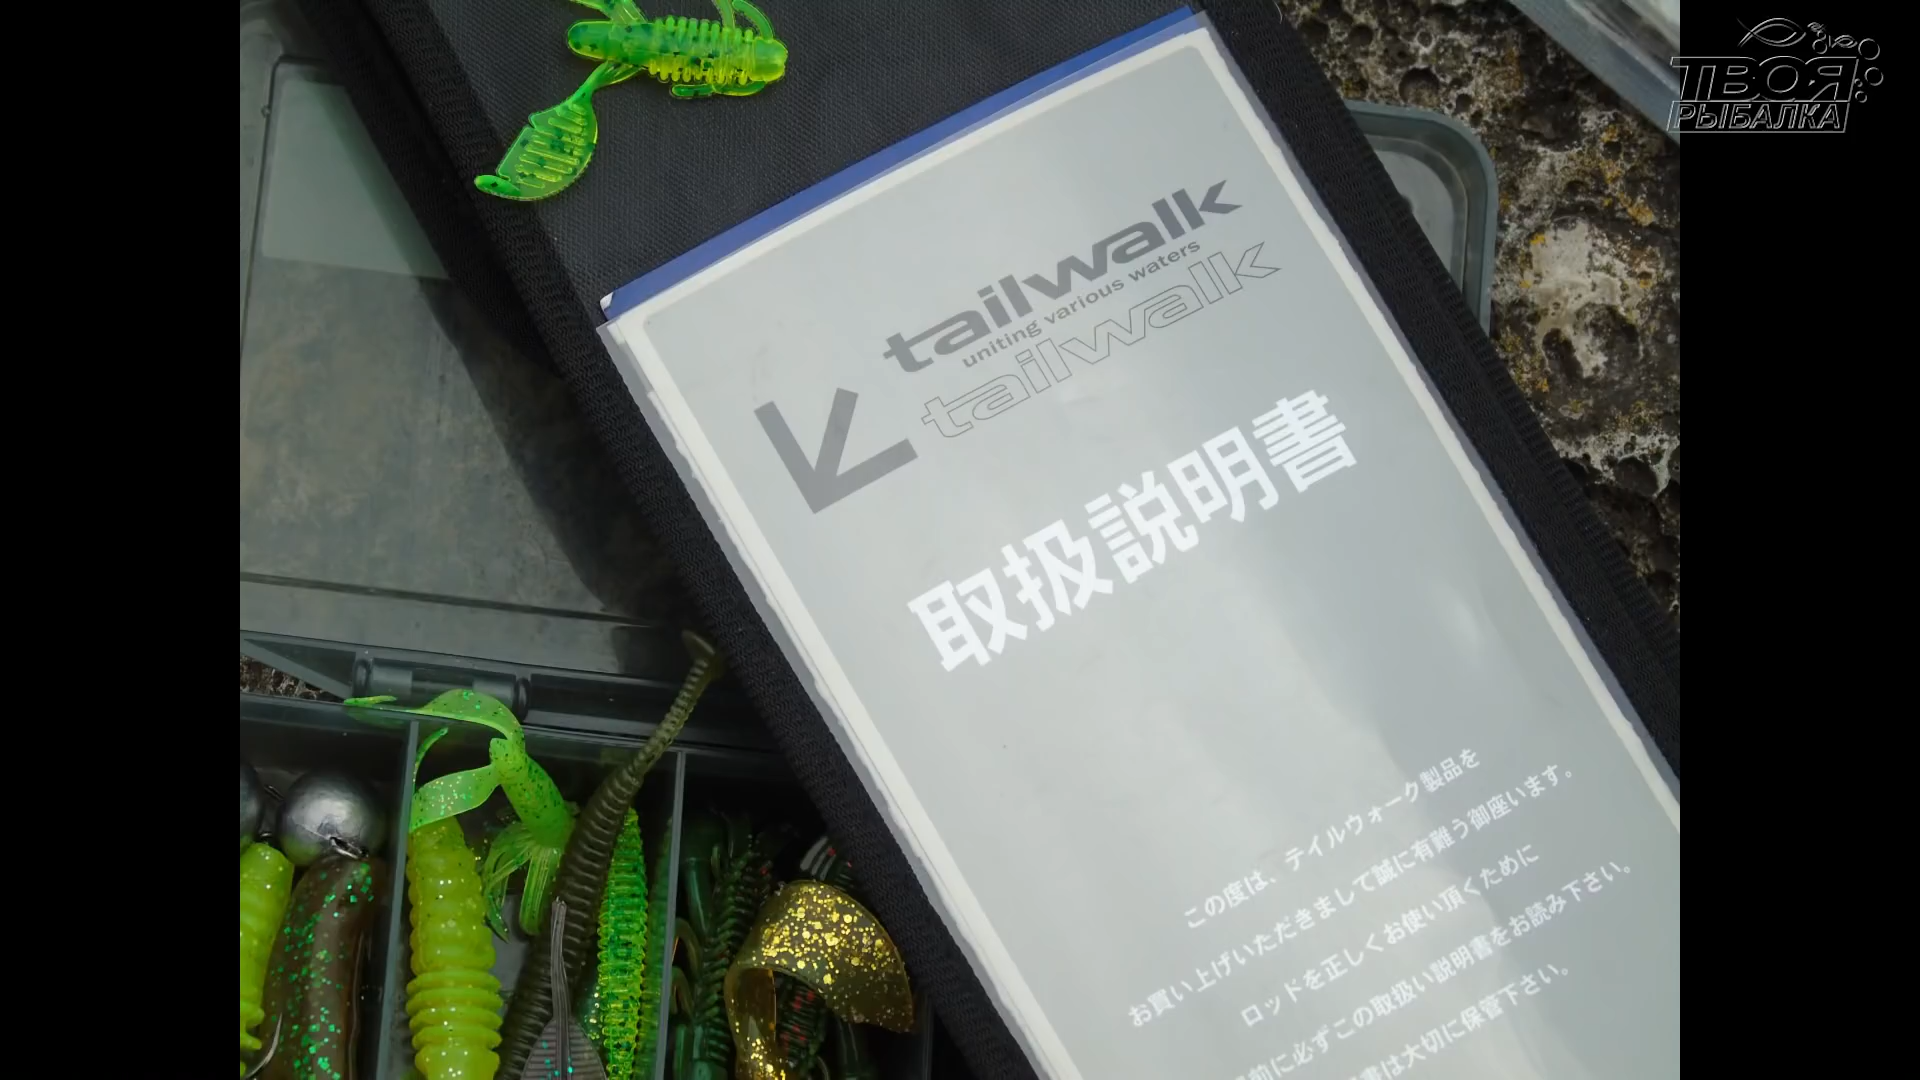 ТВОЯ
РЫБАЛКА
tailwalk
uniting various waters
tailwalk
取扱説明書
この度は、テイルウォーク製品を
お買い上げいただきまして誠に有難う御座います。
ロッドを正しくお使い頂くために
前に必ずこの取扱い説明書をお読み下さい。
書は大切に保管下さい。